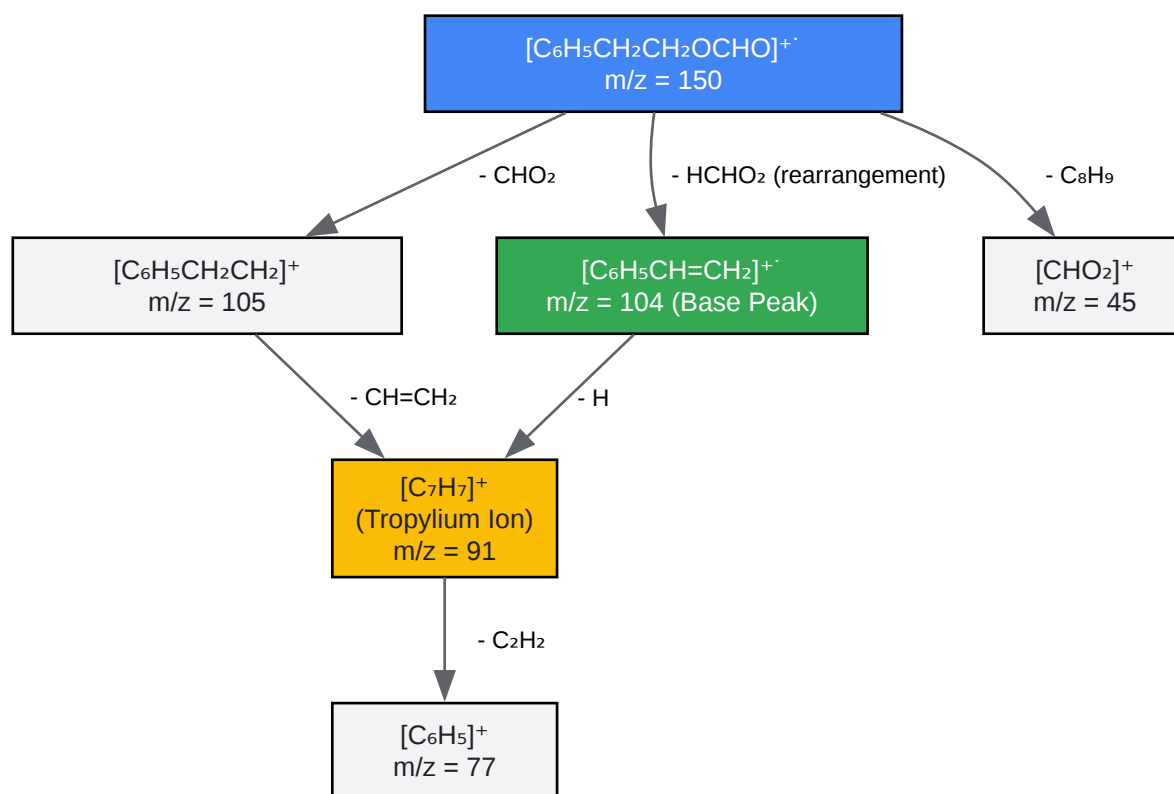 [C₆H₅CH₂CH₂OCHO]⁺˙
m/z = 150
- CHO₂
- HCHO₂ (rearrangement)
- C₈H₉
[C₆H₅CH₂CH₂]⁺
m/z = 105
[C₆H₅CH=CH₂]⁺˙
m/z = 104 (Base Peak)
[CHO₂]⁺
m/z = 45
- CH=CH₂
- H
[C₇H₇]⁺
(Tropylium Ion)
m/z = 91
- C₂H₂
[C₆H₅]⁺
m/z = 77